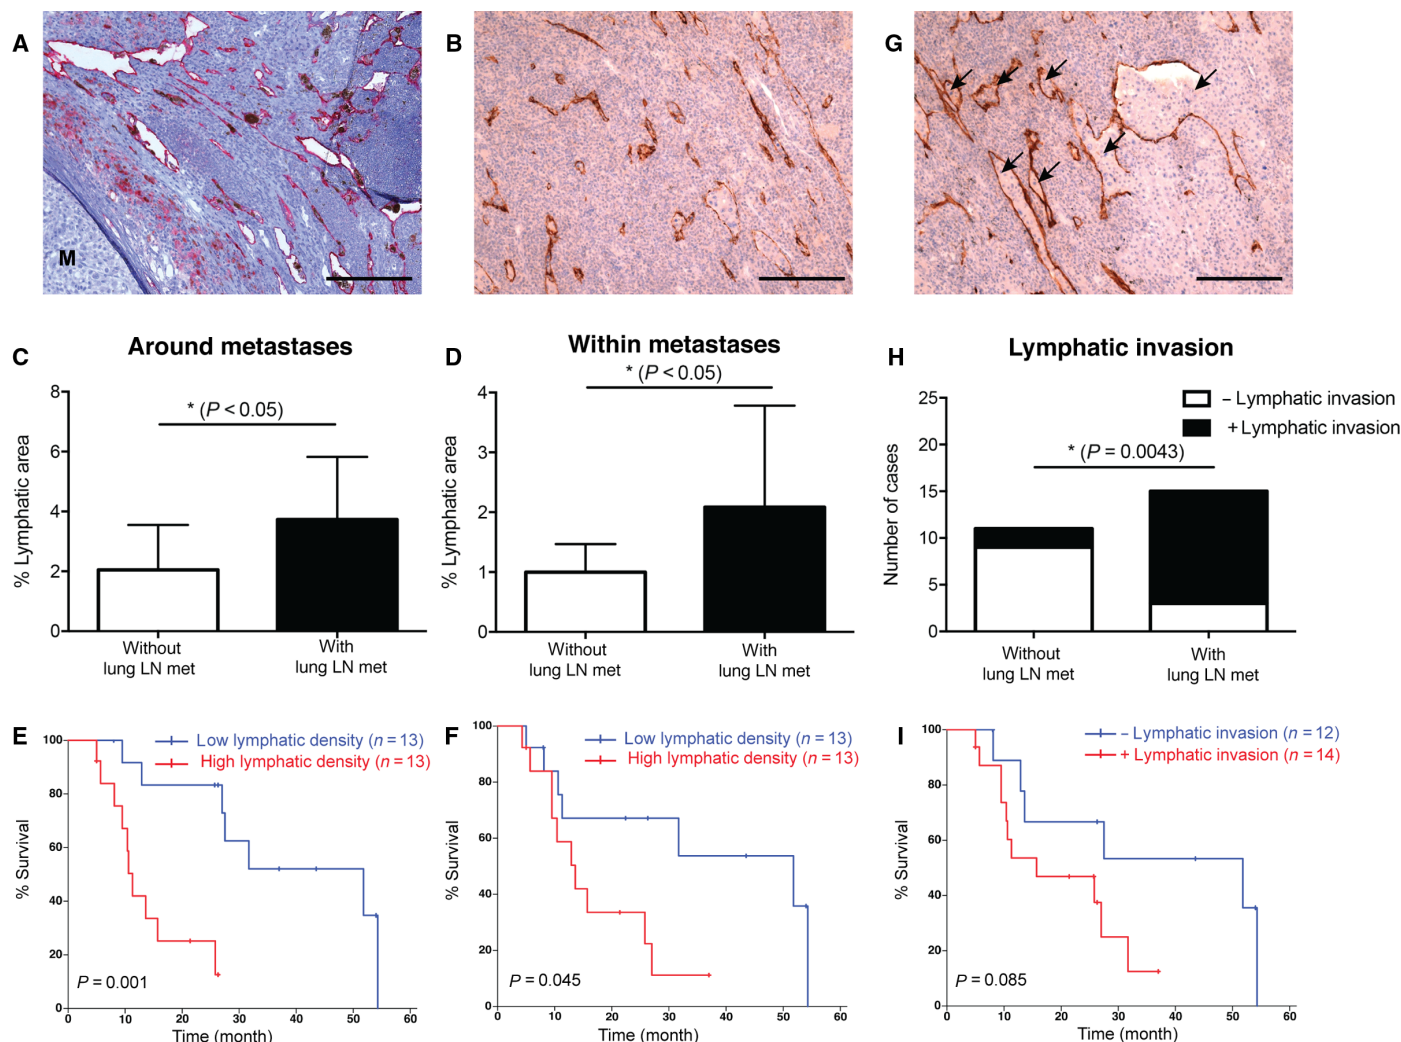 A
B
G
M
C
Around metastases
% Lymphatic area
8
6
4
2
0
* (P < 0.05)
Without
lung LN met
With
lung LN met
D
Within metastases
% Lymphatic area
4
3
2
1
0
* (P < 0.05)
Without
lung LN met
With
lung LN met
H
Lymphatic invasion
– Lymphatic invasion
+ Lymphatic invasion
Number of cases
25
20
15
10
5
0
* (P = 0.0043)
Without
lung LN met
With
lung LN met
E
Low lymphatic density (n = 13)
High lymphatic density (n = 13)
% Survival
100
80
60
40
20
0
P = 0.001
0 10 20 30 40 50 60
Time (month)
F
Low lymphatic density (n = 13)
High lymphatic density (n = 13)
% Survival
100
80
60
40
20
0
P = 0.045
0 10 20 30 40 50 60
Time (month)
I
– Lymphatic invasion (n = 12)
+ Lymphatic invasion (n = 14)
% Survival
100
80
60
40
20
0
P = 0.085
0 10 20 30 40 50 60
Time (month)